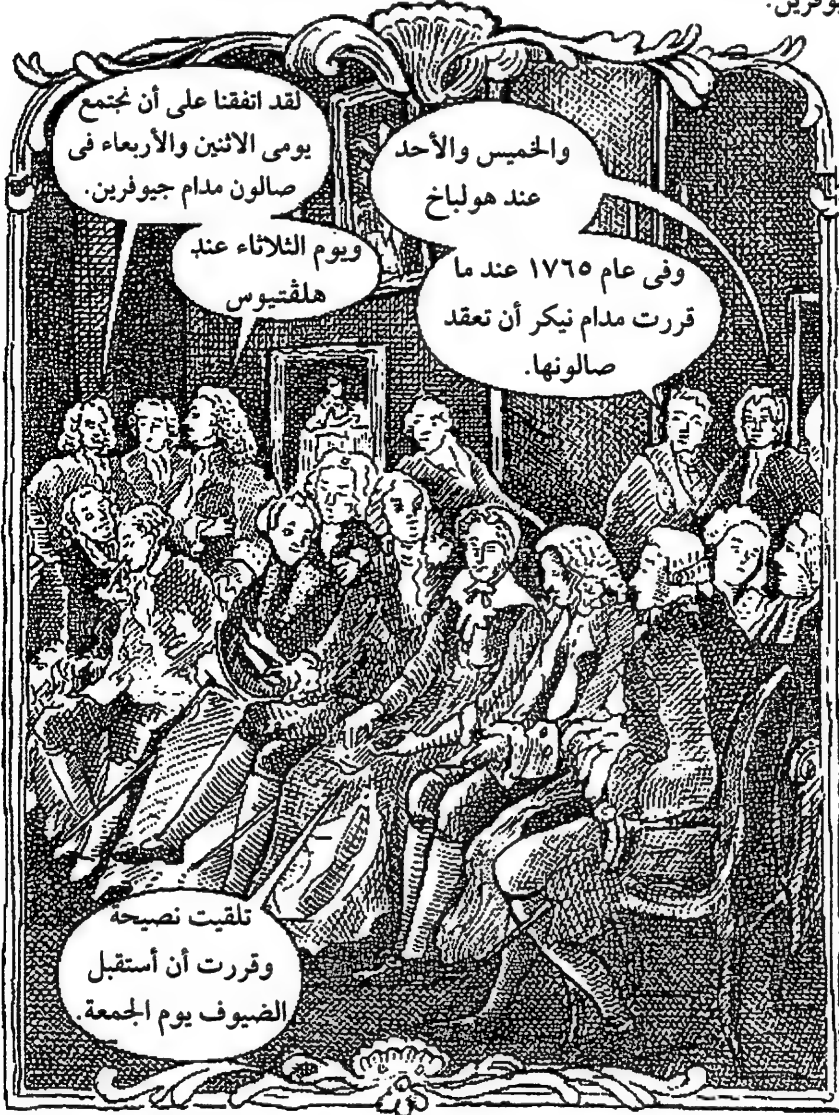 يوفرين.
لقد اتفقنا على أن نجتمع
يومى الاثنين والأربعاء فى
صالون مدام جيوفرين.
ويوم الثلاثاء عند
هلڤتيوس
والخميس والأحد
عند هولباخ
وفى عام ١٧٦٥ عند ما
قررت مدام نيكر أن تعقد
صالونها.
تلقيت نصيحة
وقررت أن أستقبل
الضيوف يوم الجمعة.